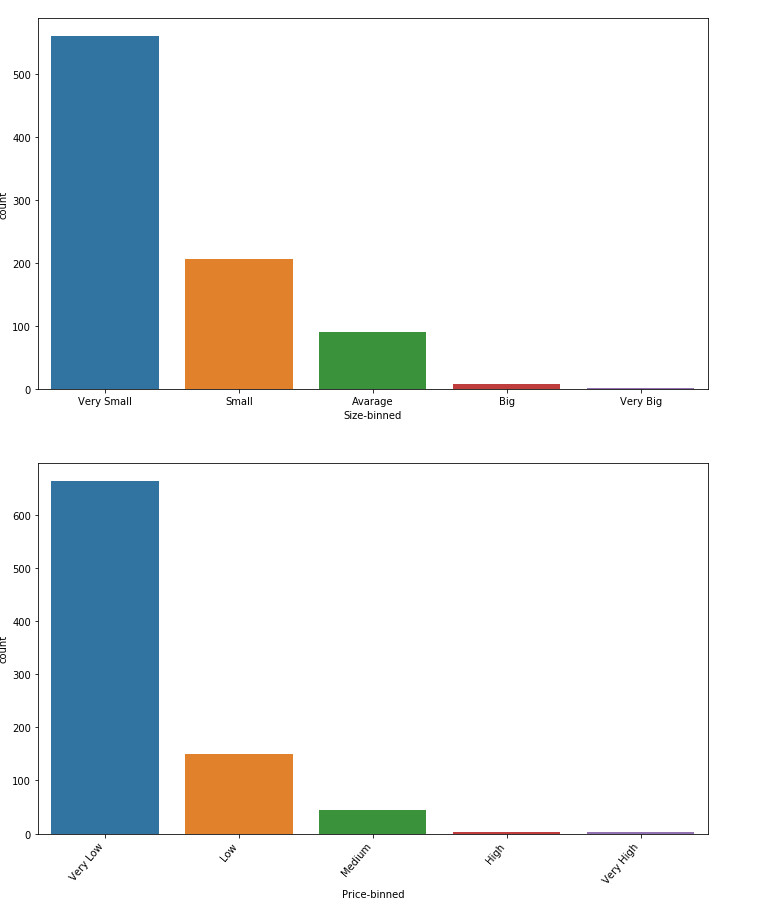 500
400
300
200
100
0
count
Very Small Small Avarage Big Very Big
Size-binned
600
500
400
300
200
100
0
count
Very Low Low Medium High Very High
Price-binned